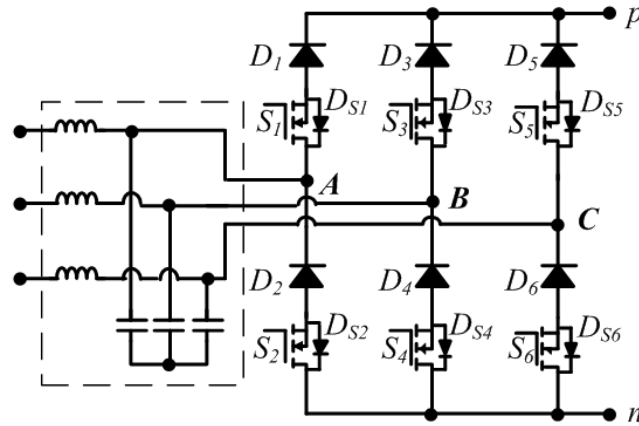 p
D1 D3 D5
DS1 DS3 DS5
S1 S3 S5
A B C
D2 D4 D6
DS2 DS4 DS6
S2 S4 S6
n